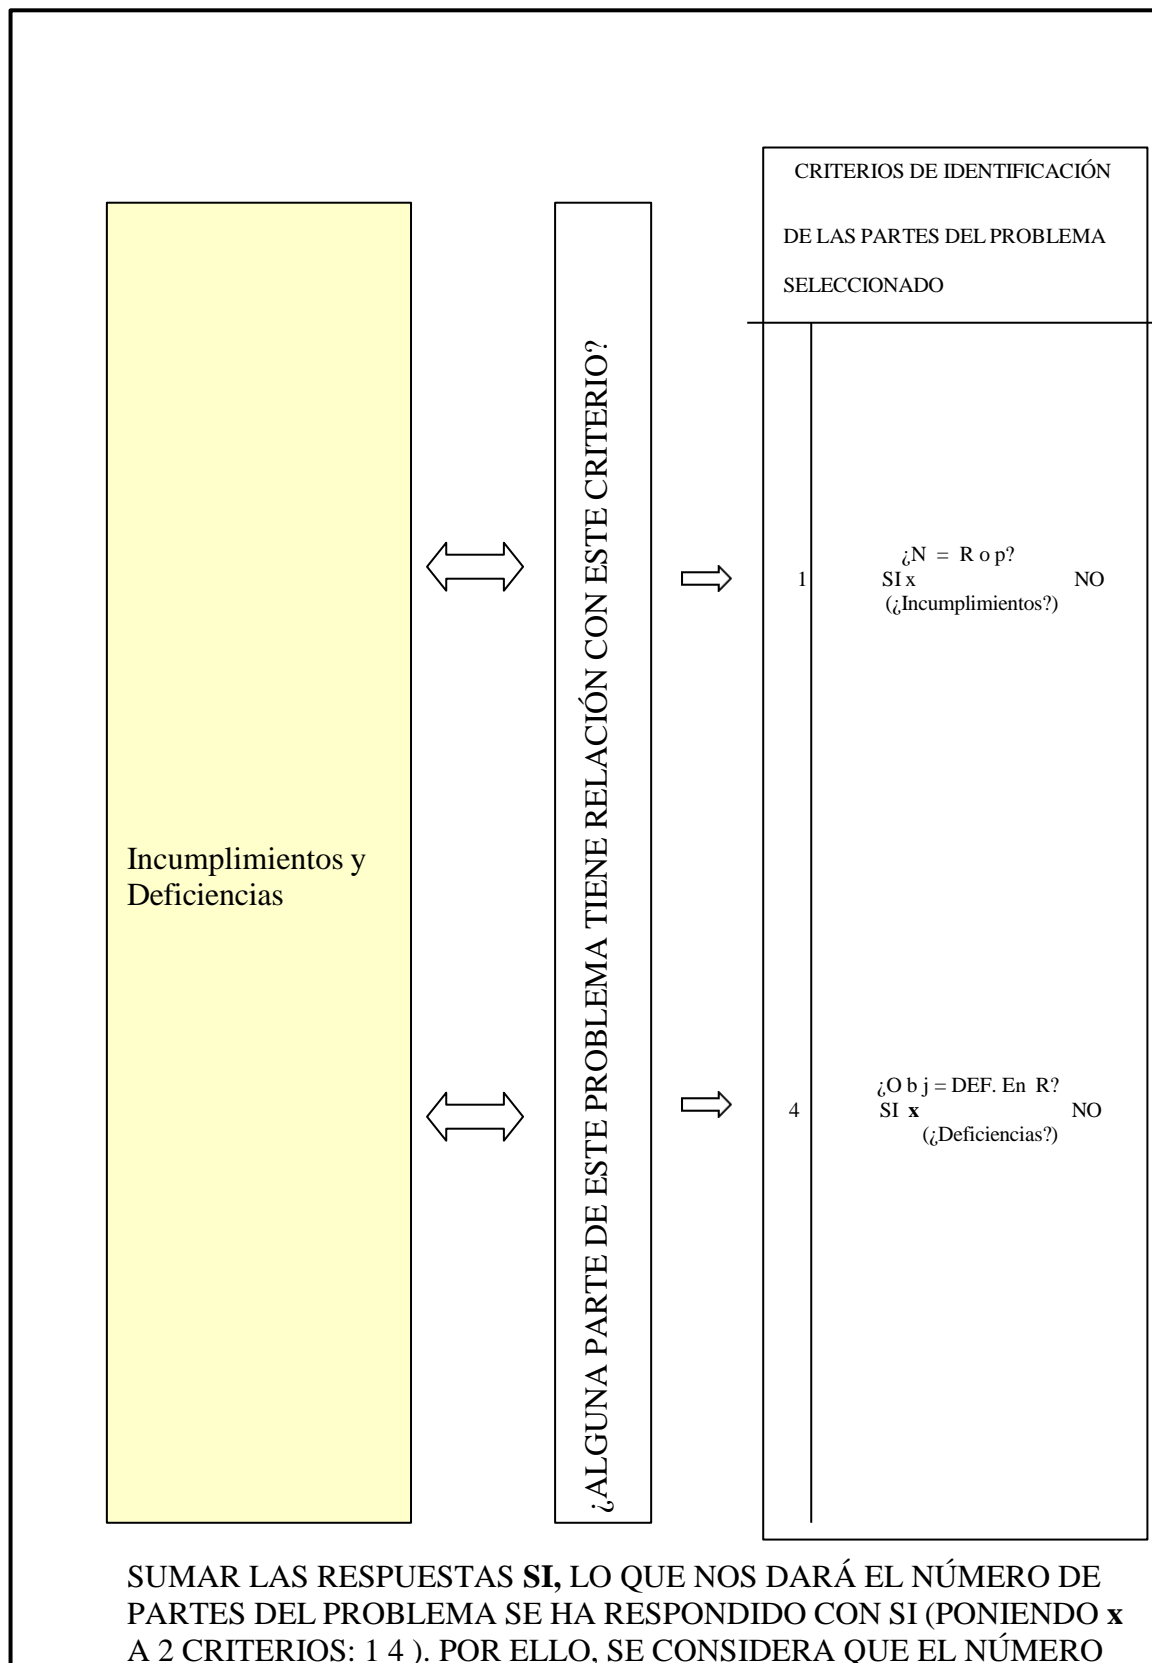 CRITERIOS DE IDENTIFICACIÓN
DE LAS PARTES DEL PROBLEMA
SELECCIONADO
Incumplimientos y
Deficiencias
¿ALGUNA PARTE DE ESTE PROBLEMA TIENE RELACIÓN CON ESTE CRITERIO?
1
¿N = R o p?
SI x NO
(¿Incumplimientos?)
4
¿O b j = DEF. En R?
SI x NO
(¿Deficiencias?)
SUMAR LAS RESPUESTAS SI, LO QUE NOS DARÁ EL NÚMERO DE
PARTES DEL PROBLEMA SE HA RESPONDIDO CON SI (PONIENDO x
A 2 CRITERIOS: 1 4 ). POR ELLO, SE CONSIDERA QUE EL NÚMERO